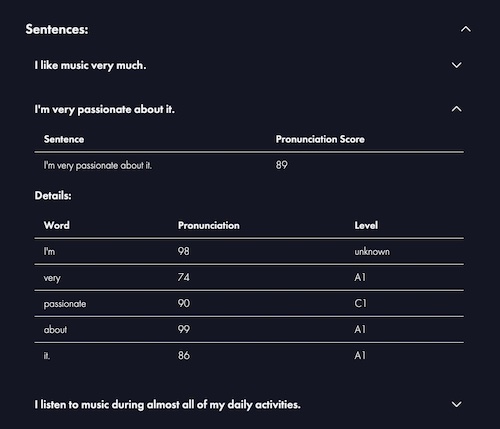 Sentences:
I like music very much.
I'm very passionate about it.
Sentence Pronunciation Score
I'm very passionate about it. 89
Details:
Word Pronunciation Level
I'm 98 unknown
very 74 A1
passionate 90 C1
about 99 A1
it. 86 A1
I listen to music during almost all of my daily activities.